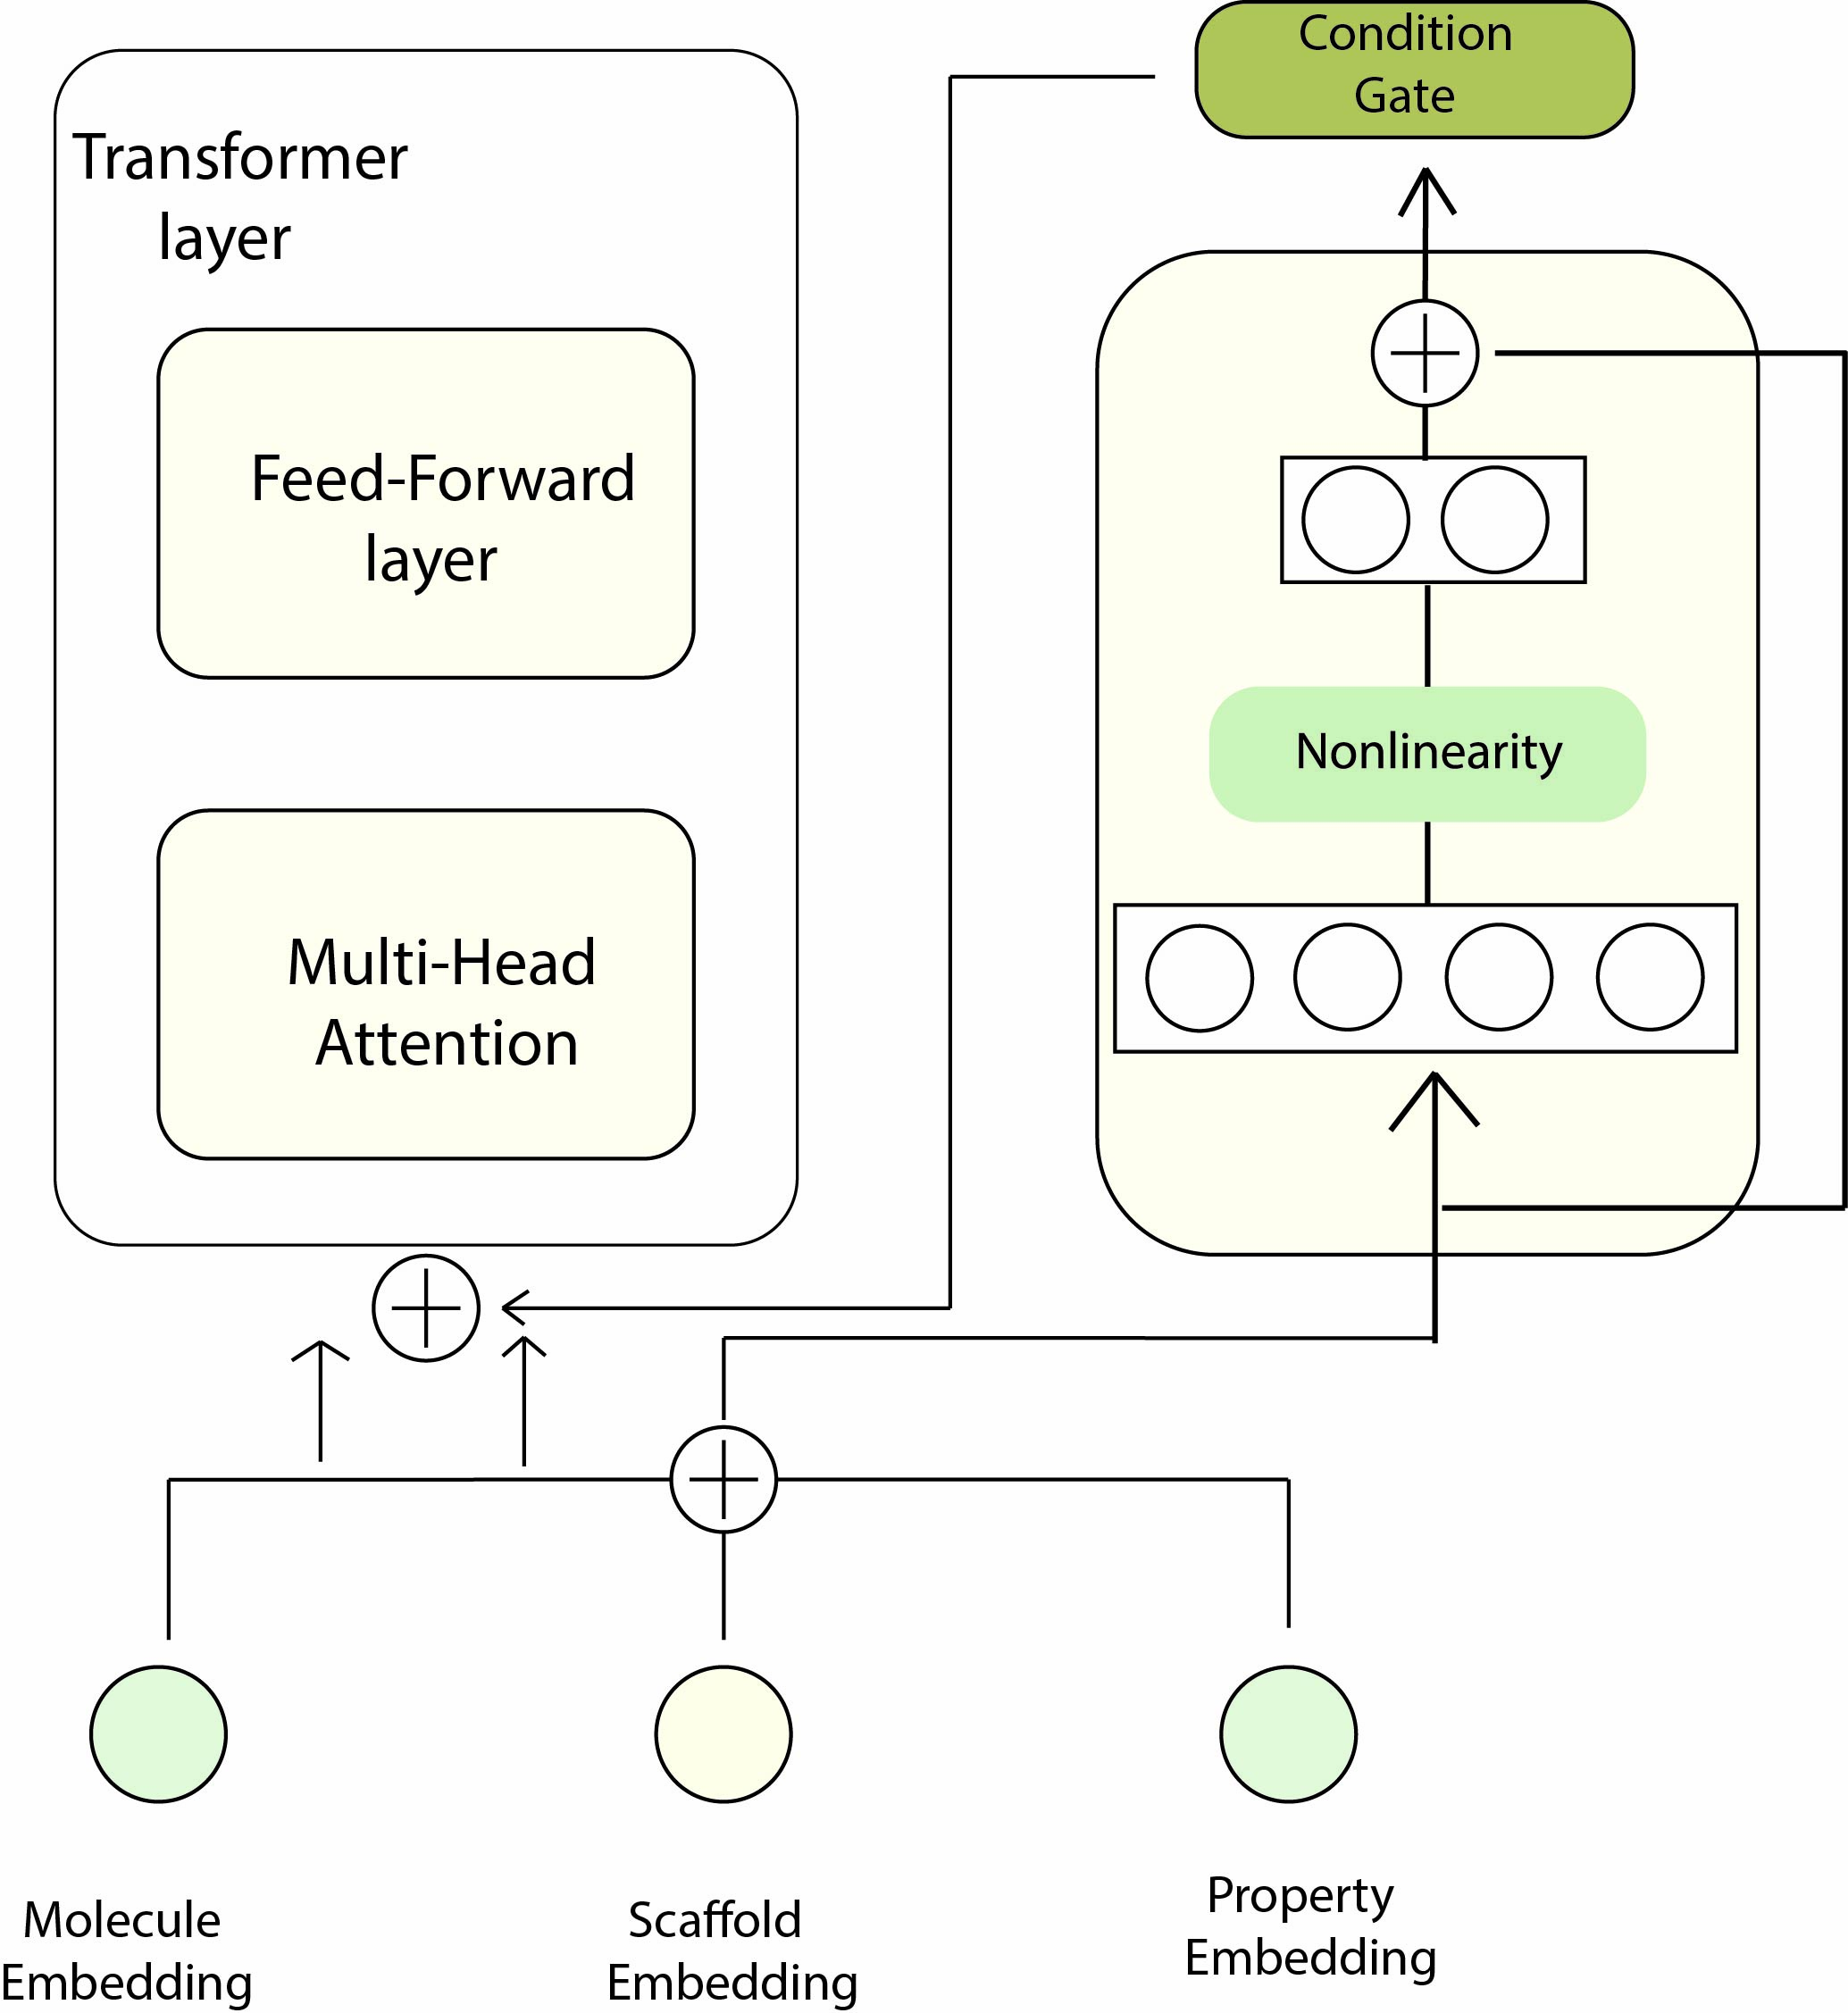 Condition
Gate
Transformer
layer
Feed-Forward
layer
Nonlinearity
Multi-Head
Attention
Molecule
Embedding
Scaffold
Embedding
Property
Embedding